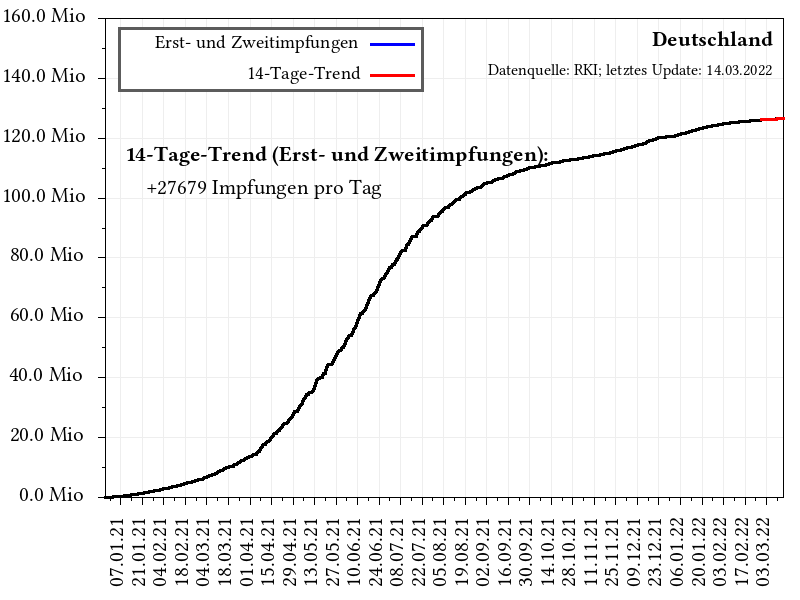 160.0 Mio
140.0 Mio
120.0 Mio
100.0 Mio
80.0 Mio
60.0 Mio
40.0 Mio
20.0 Mio
0.0 Mio
Erst- und Zweitimpfungen
14-Tage-Trend
Deutschland
Datenquelle: RKI; letztes Update: 14.03.2022
14-Tage-Trend (Erst- und Zweitimpfungen):
+27679 Impfungen pro Tag
07.01.21
21.01.21
04.02.21
18.02.21
04.03.21
18.03.21
01.04.21
15.04.21
29.04.21
13.05.21
27.05.21
10.06.21
24.06.21
08.07.21
22.07.21
05.08.21
19.08.21
02.09.21
16.09.21
30.09.21
14.10.21
28.10.21
11.11.21
25.11.21
09.12.21
23.12.21
06.01.22
20.01.22
03.02.22
17.02.22
03.03.22